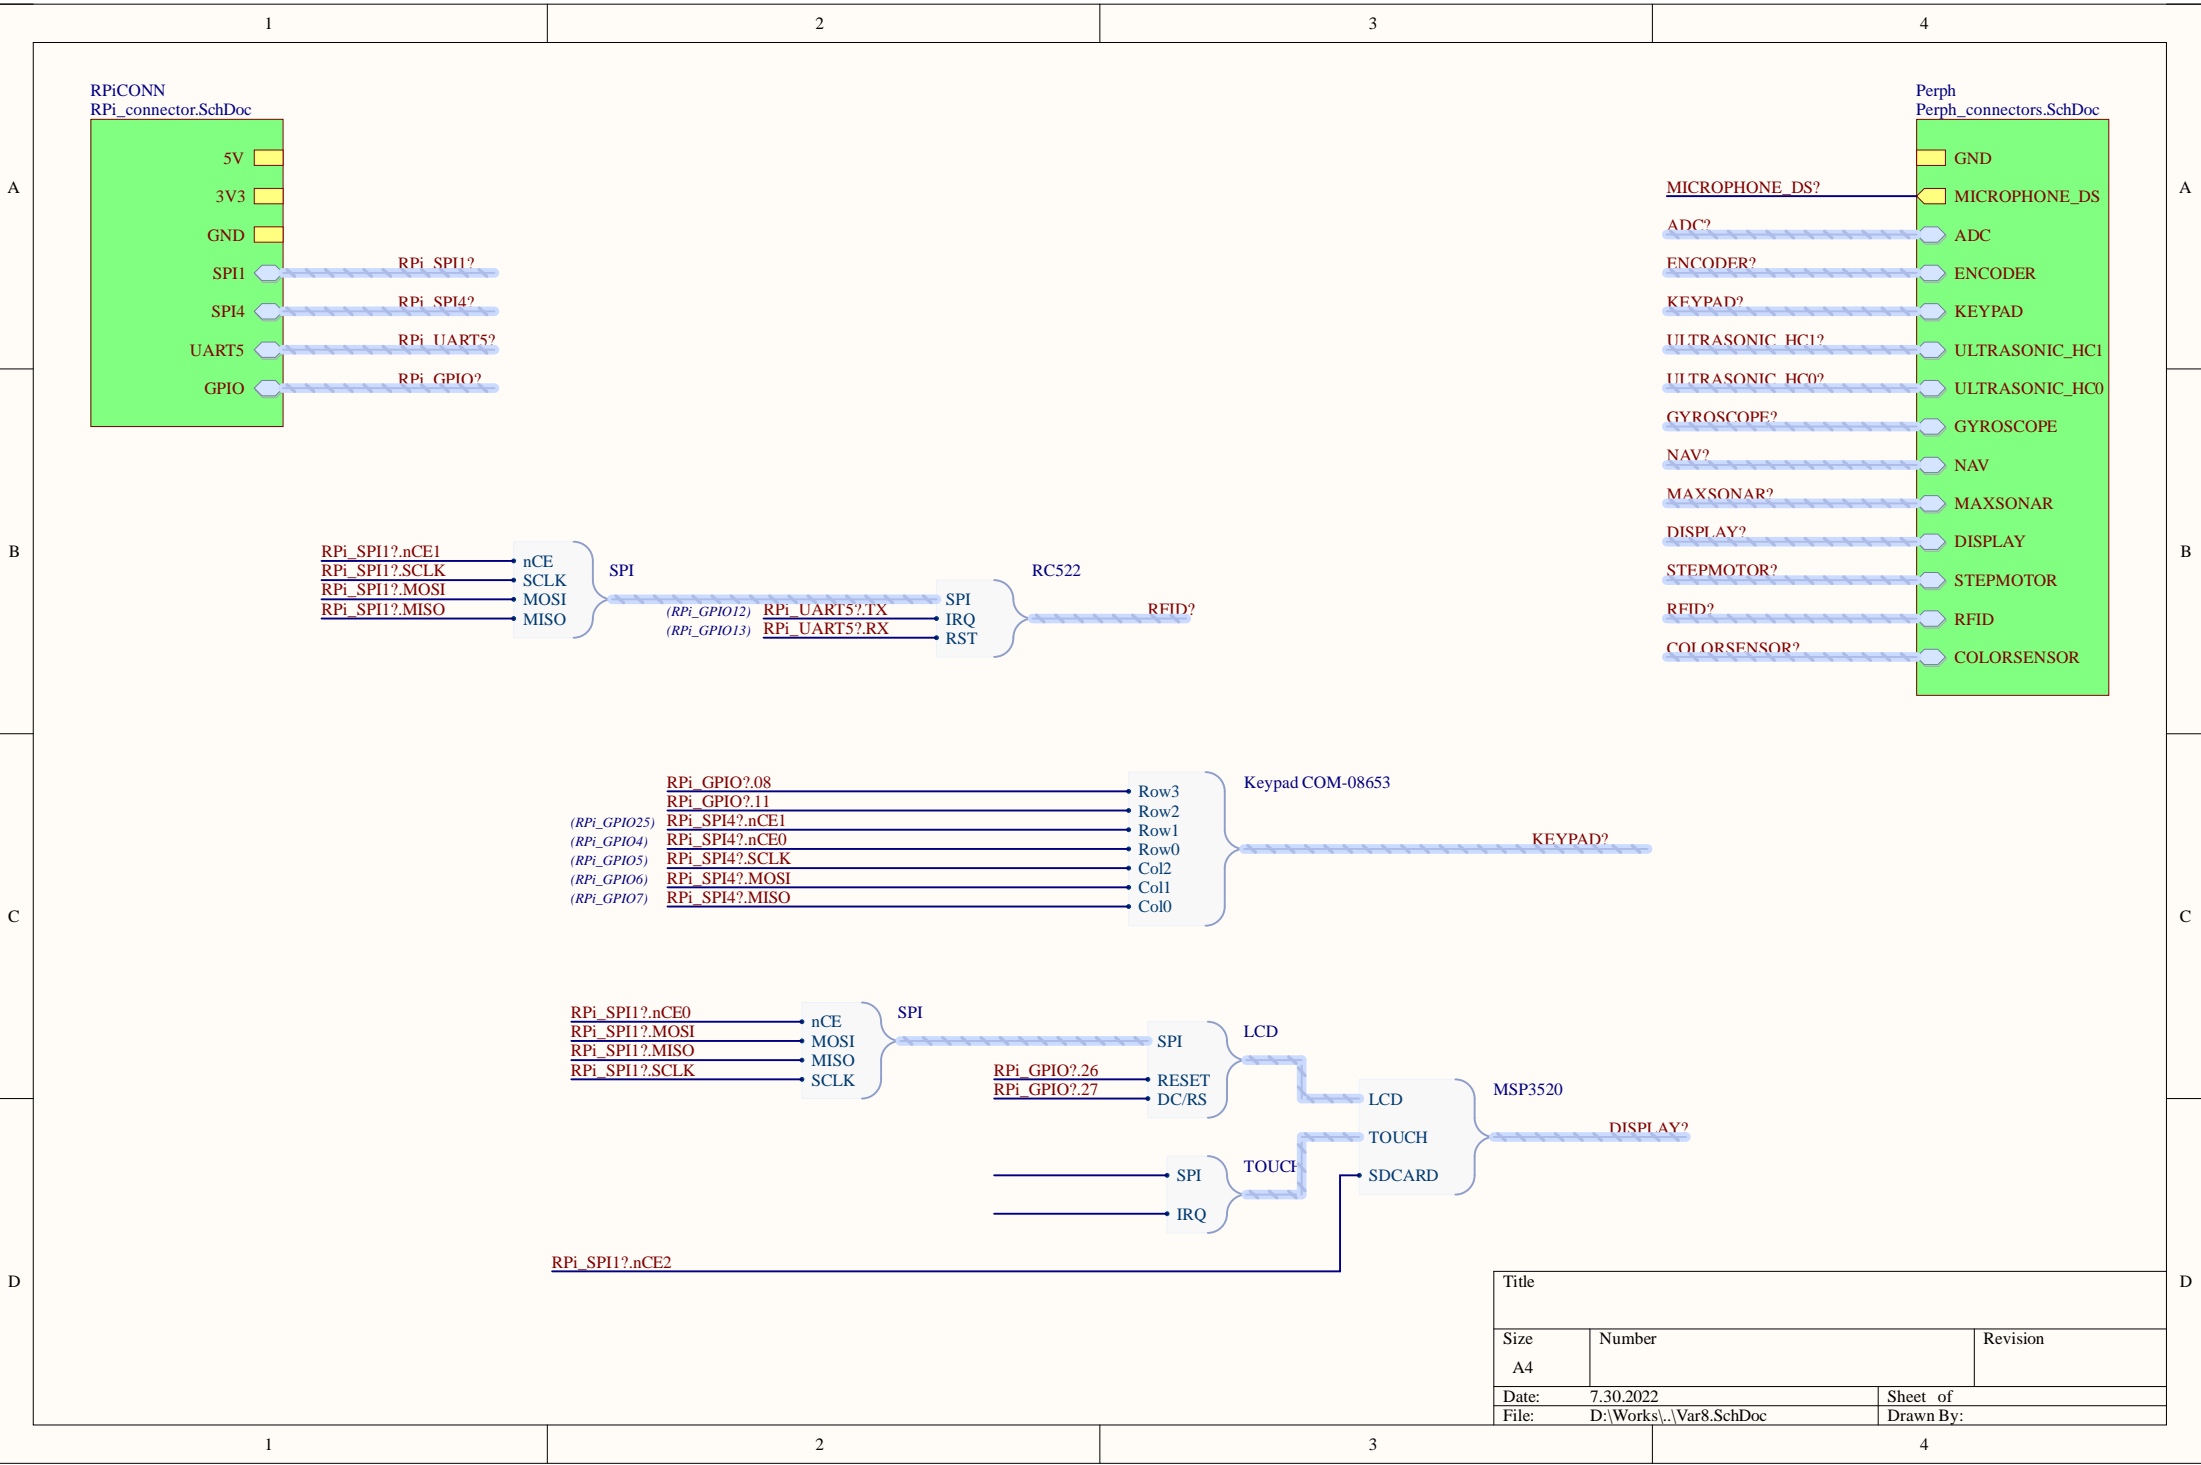 1 2 3 4
A A
B B
C C
D D
RPiCONN
RPi_connector.SchDoc
5V
3V3
GND
SPI1 RPi_SPI1?
SPI4 RPi_SPI4?
UART5 RPi_UART5?
GPIO RPi_GPIO?
Perph
Perph_connectors.SchDoc
GND
MICROPHONE_DS? MICROPHONE_DS
ADC? ADC
ENCODER? ENCODER
KEYPAD? KEYPAD
ULTRASONIC_HC1? ULTRASONIC_HC1
ULTRASONIC_HC0? ULTRASONIC_HC0
GYROSCOPE? GYROSCOPE
NAV? NAV
MAXSONAR? MAXSONAR
DISPLAY? DISPLAY
STEPMOTOR? STEPMOTOR
RFID? RFID
COLORSENSOR? COLORSENSOR
RPi_SPI1?.nCE1 nCE
RPi_SPI1?.SCLK SCLK
RPi_SPI1?.MOSI MOSI
RPi_SPI1?.MISO MISO
SPI
RC522
SPI
(RPi_GPIO12) RPi_UART5?.TX IRQ
(RPi_GPIO13) RPi_UART5?.RX RST
RFID?
RPi_GPIO?.08 Row3
RPi_GPIO?.11 Row2
(RPi_GPIO25) RPi_SPI4?.nCE1 Row1
(RPi_GPIO4) RPi_SPI4?.nCE0 Row0
(RPi_GPIO5) RPi_SPI4?.SCLK Col2
(RPi_GPIO6) RPi_SPI4?.MOSI Col1
(RPi_GPIO7) RPi_SPI4?.MISO Col0
Keypad COM-08653
KEYPAD?
RPi_SPI1?.nCE0 nCE
RPi_SPI1?.MOSI MOSI
RPi_SPI1?.MISO MISO
RPi_SPI1?.SCLK SCLK
SPI
LCD
SPI
RPi_GPIO?.26 RESET
RPi_GPIO?.27 DC/RS
MSP3520
LCD
TOUCH
SDCARD
DISPLAY?
TOUCH
SPI
IRQ
RPi_SPI1?.nCE2
Title
Size Number Revision
A4
Date: 7.30.2022 Sheet of
File: D:\Works\..\Var8.SchDoc Drawn By:
1 2 3 4